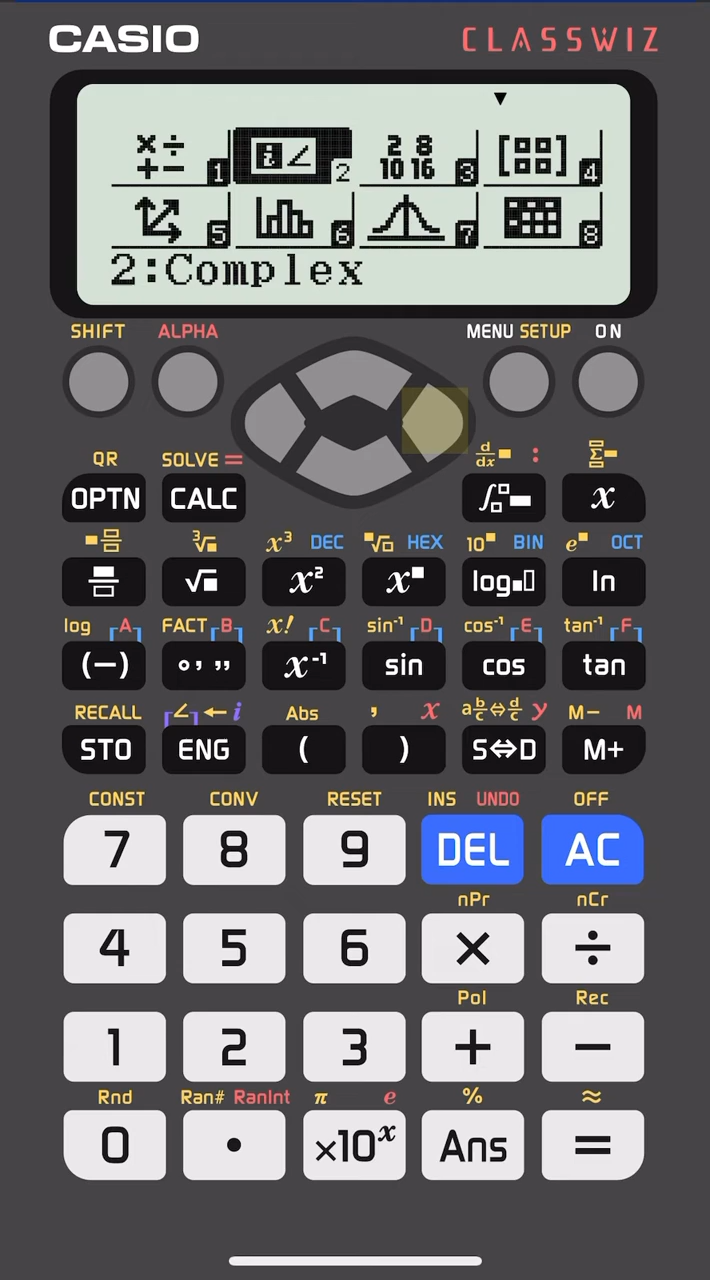 CASIO CLASSWIZ
×÷ 2 8
+− 1 2 10 16 3 4
5 6 7 8
2:Complex
SHIFT ALPHA MENU SETUP ON
QR SOLVE = d/dx■ : Σ
OPTN CALC ∫ x
³√ x³ DEC √ HEX 10■ BIN e■ OCT
√■ x² x■ log ln
log A FACT B x! C sin⁻¹ D cos⁻¹ E tan⁻¹ F
(−) ° ’ ” x⁻¹ sin cos tan
RECALL ∠ ← i Abs , x a b/c⇔d/c y M− M
STO ENG ( ) S⇔D M+
CONST CONV RESET INS UNDO OFF
7 8 9 DEL AC
nPr nCr
4 5 6 × ÷
Pol Rec
1 2 3 + −
Rnd Ran# RanInt π e % ≈
0 • ×10ˣ Ans =